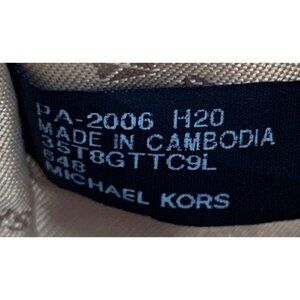 PA-2006 H20
MADE IN CAMBODIA
35T8GTTC9L
648
MICHAEL KORS